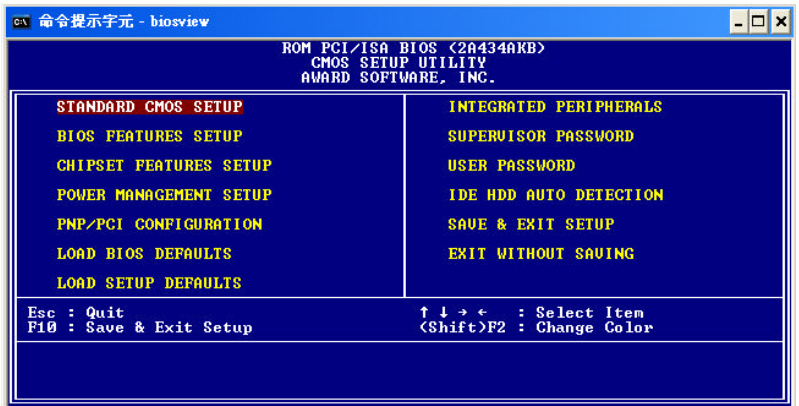 命令提示字元 - biosview
ROM PCI/ISA BIOS (2A434AKB)
CMOS SETUP UTILITY
AWARD SOFTWARE, INC.
STANDARD CMOS SETUP
BIOS FEATURES SETUP
CHIPSET FEATURES SETUP
POWER MANAGEMENT SETUP
PNP/PCI CONFIGURATION
LOAD BIOS DEFAULTS
LOAD SETUP DEFAULTS
INTEGRATED PERIPHERALS
SUPERVISOR PASSWORD
USER PASSWORD
IDE HDD AUTO DETECTION
SAVE & EXIT SETUP
EXIT WITHOUT SAVING
Esc : Quit
F10 : Save & Exit Setup
↑ ↓ → ← : Select Item
(Shift)F2 : Change Color